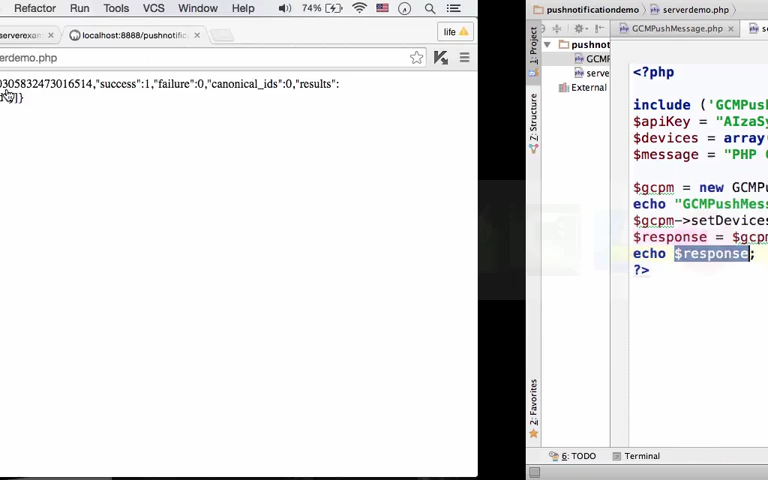 Refactor Run Tools VCS Window Help 74%
serverexam
localhost:8888/pushnotific
life
erdemo.php
0305832473016514,"success":1,"failure":0,"canonical_ids":0,"results":
]}
pushnotificationdemo serverdemo.php
GCMPushMessage.php
1: Project
pushnot
GCMP
serve
External
7: Structure
2: Favorites
<?php
include ('GCMPush
$apiKey = "AIzaSy
$devices = array(
$message = "PHP
$gcpm = new GCMPu
echo "GCMPushMess
$gcpm->setDevices
$response = $gcpm
echo $response;
?>
6: TODO Terminal